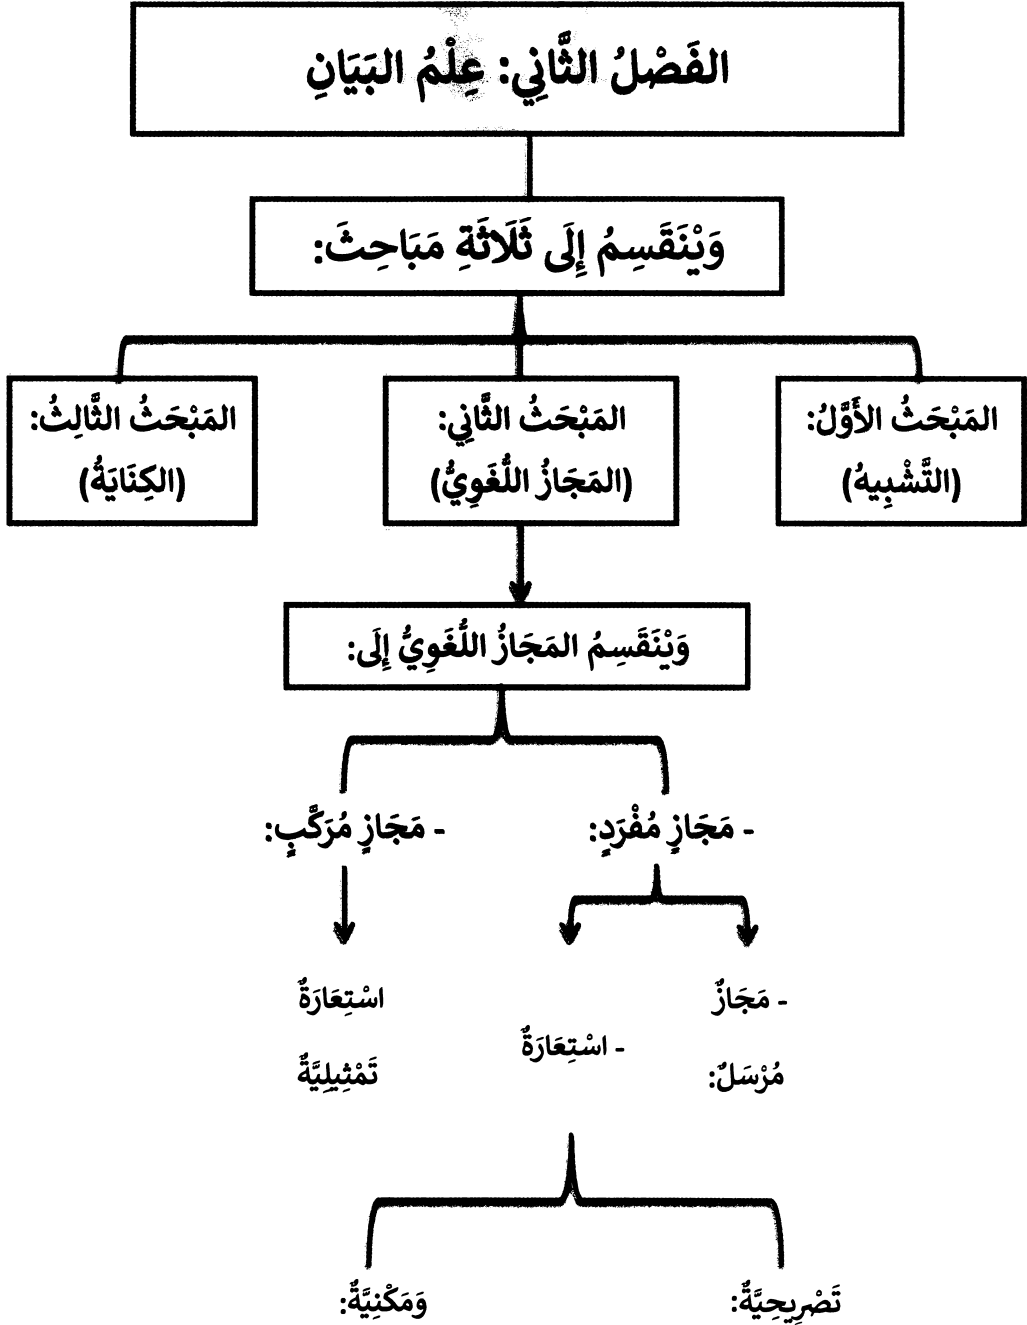 الفَصْلُ الثَّانِي: عِلْمُ البَيَانِ
وَيَنْقَسِمُ إِلَى ثَلَاثَةِ مَبَاحِثَ:
المَبْحَثُ الأَوَّلُ:
(التَّشْبِيهُ)
المَبْحَثُ الثَّانِي:
(المَجَازُ اللُّغَوِيُّ)
المَبْحَثُ الثَّالِثُ:
(الكِنَايَةُ)
وَيَنْقَسِمُ المَجَازُ اللُّغَوِيُّ إِلَى:
- مَجَازٍ مُفْرَدٍ:
- مَجَازٍ مُرَكَّبٍ:
- مَجَازٌ
مُرْسَلٌ:
- اسْتِعَارَةٌ
اسْتِعَارَةٌ
تَمْثِيلِيَّةٌ
تَصْرِيحِيَّةٌ:
وَمَكْنِيَّةٌ: